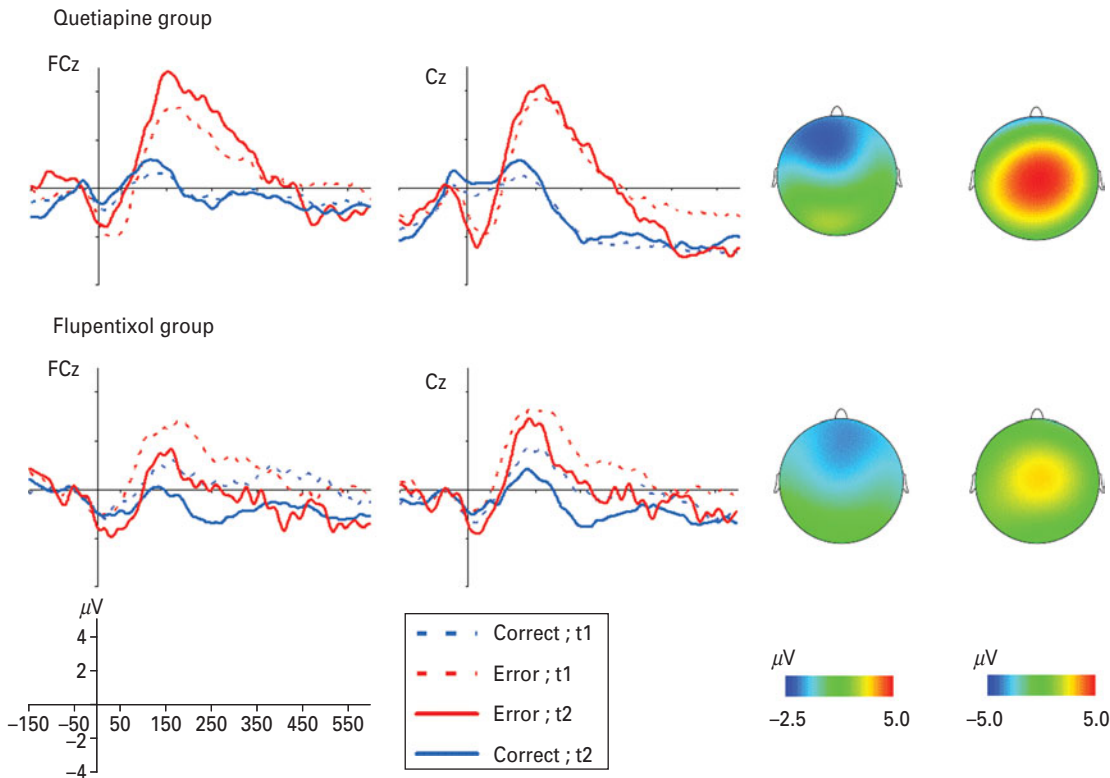 Quetiapine group
FCz
Cz
Flupentixol group
FCz
Cz
μV
4
2
−2
−4
−150 −50 50 150 250 350 450 550
Correct ; t1
Error ; t1
Error ; t2
Correct ; t2
μV
−2.5 5.0
μV
−5.0 5.0